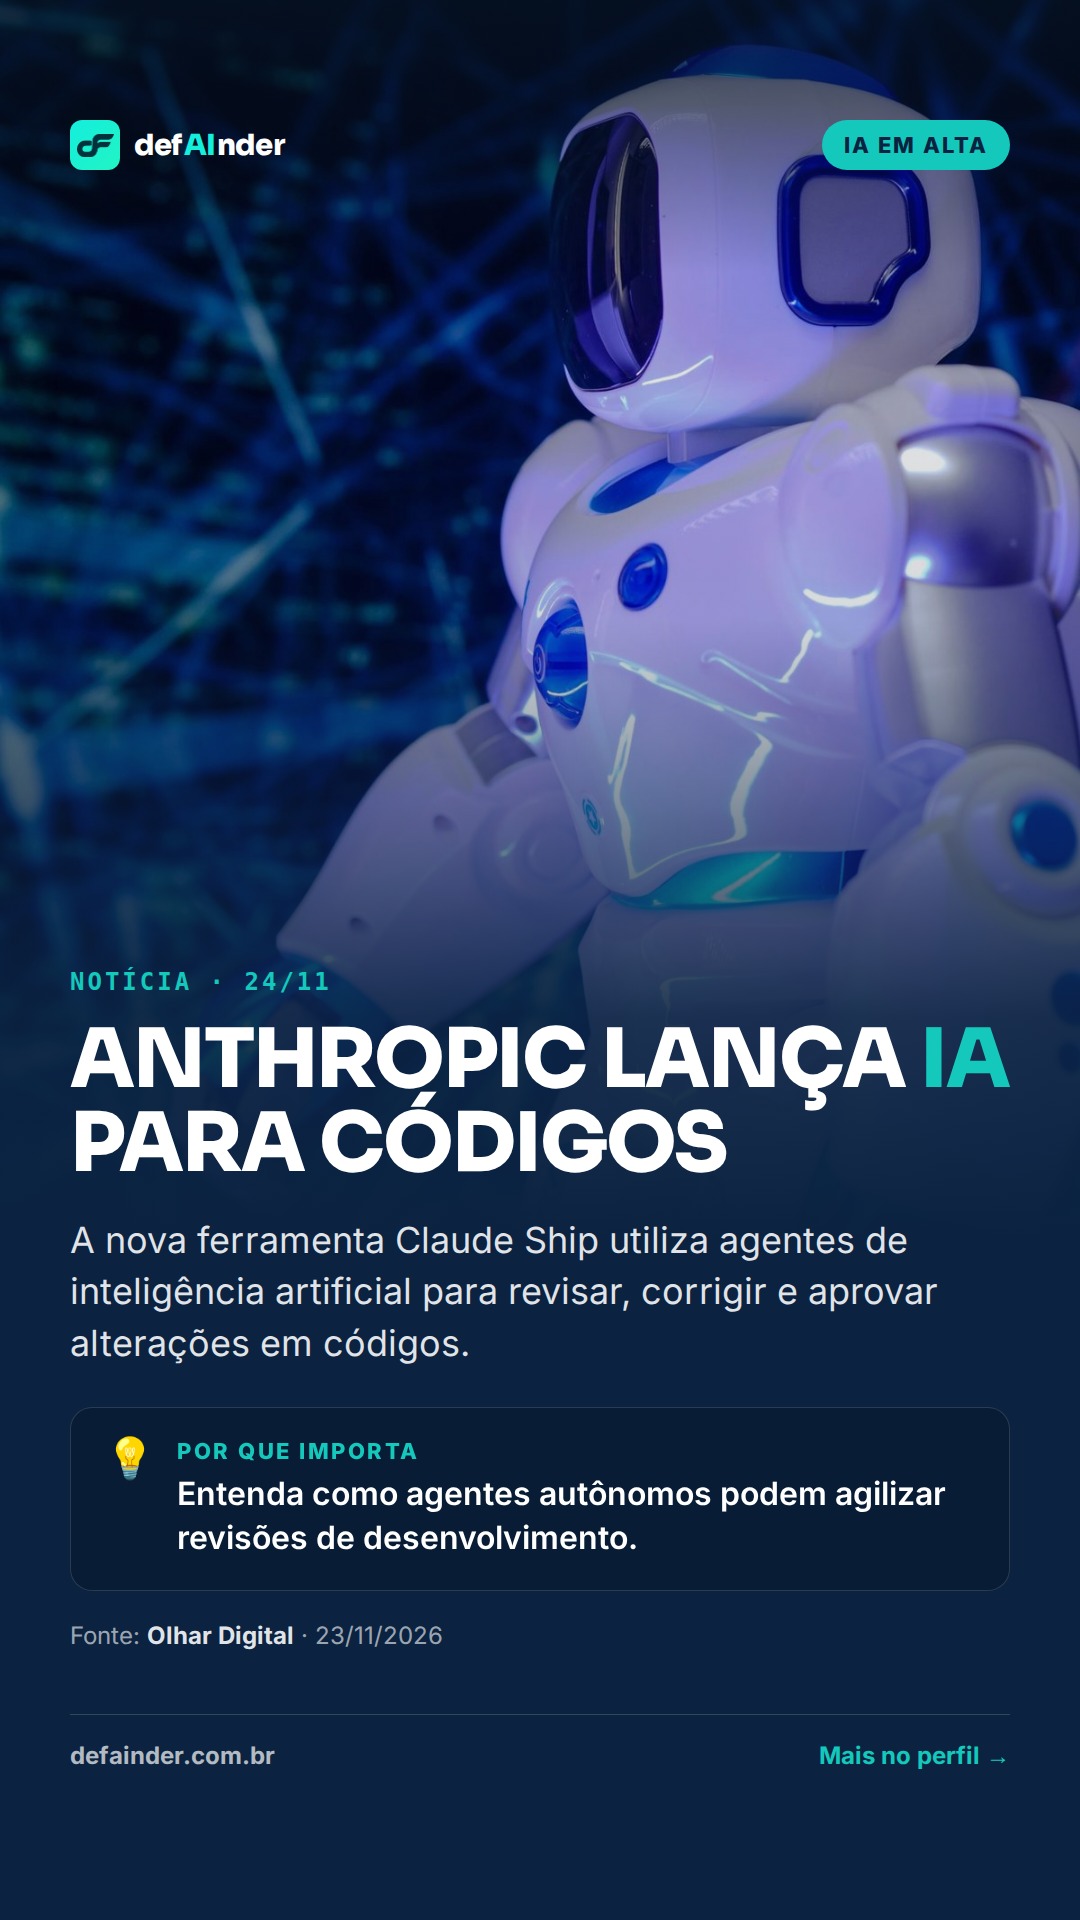 defAInder
IA EM ALTA
NOTÍCIA · 24/11
ANTHROPIC LANÇA IA
PARA CÓDIGOS
A nova ferramenta Claude Ship utiliza agentes de
inteligência artificial para revisar, corrigir e aprovar
alterações em códigos.
POR QUE IMPORTA
Entenda como agentes autônomos podem agilizar
revisões de desenvolvimento.
Fonte: Olhar Digital · 23/11/2026
defainder.com.br
Mais no perfil →